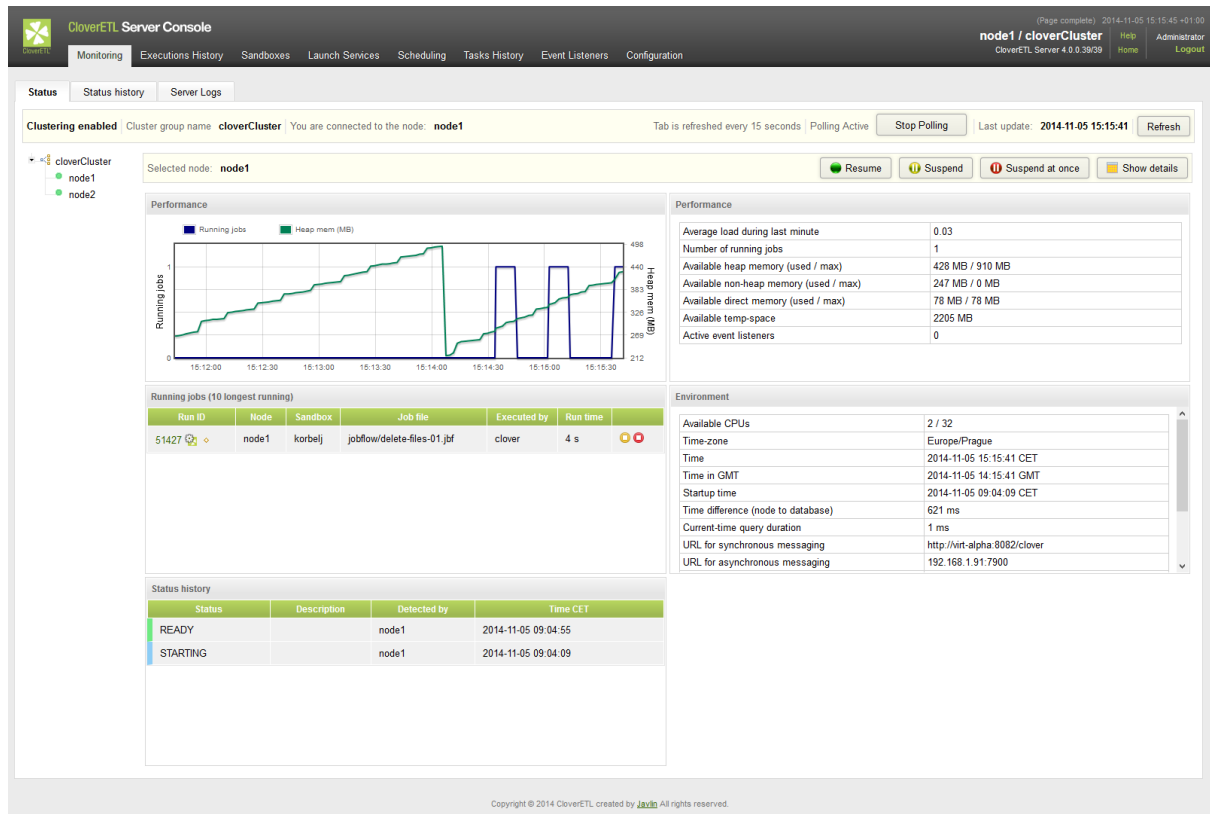 (Page complete) 2014-11-05 15:15:45 +01:00
CloverETL Server Console
node1 / cloverCluster Help Administrator
CloverETL Server 4.0.0.39/39 Home Logout
CloverETL
Monitoring Executions History Sandboxes Launch Services Scheduling Tasks History Event Listeners Configuration
Status Status history Server Logs
Clustering enabled Cluster group name cloverCluster You are connected to the node: node1 Tab is refreshed every 15 seconds Polling Active Stop Polling Last update: 2014-11-05 15:15:41 Refresh
cloverCluster
node1
node2
Selected node: node1 Resume Suspend Suspend at once Show details
Performance
Running jobs Heap mem (MB)
Running jobs
1
0
498
440
383
326
269
212
Heap mem (MB)
15:12:00 15:12:30 15:13:00 15:13:30 15:14:00 15:14:30 15:15:00 15:15:30
Performance
Average load during last minute 0.03
Number of running jobs 1
Available heap memory (used / max) 428 MB / 910 MB
Available non-heap memory (used / max) 247 MB / 0 MB
Available direct memory (used / max) 78 MB / 78 MB
Available temp-space 2205 MB
Active event listeners 0
Running jobs (10 longest running)
Run ID Node Sandbox Job file Executed by Run time
51427 node1 korbelj jobflow/delete-files-01.jbf clover 4 s
Environment
Available CPUs 2 / 32
Time-zone Europe/Prague
Time 2014-11-05 15:15:41 CET
Time in GMT 2014-11-05 14:15:41 GMT
Startup time 2014-11-05 09:04:09 CET
Time difference (node to database) 621 ms
Current-time query duration 1 ms
URL for synchronous messaging http://virt-alpha:8082/clover
URL for asynchronous messaging 192.168.1.91:7900
Status history
Status Description Detected by Time CET
READY node1 2014-11-05 09:04:55
STARTING node1 2014-11-05 09:04:09
Copyright © 2014 CloverETL created by Javlin All rights reserved.